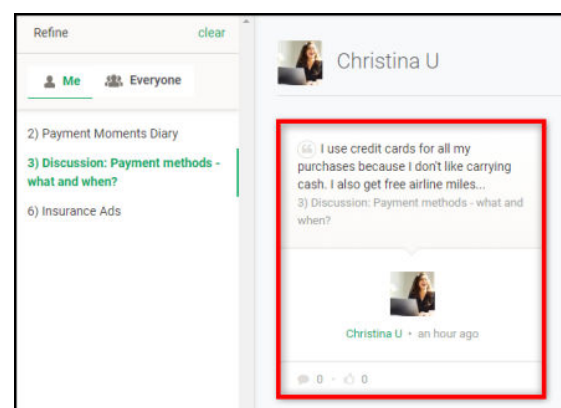 Refine clear
Me Everyone
2) Payment Moments Diary
3) Discussion: Payment methods -
what and when?
6) Insurance Ads
Christina U
I use credit cards for all my
purchases because I don't like carrying
cash. I also get free airline miles...
3) Discussion: Payment methods - what and
when?
Christina U • an hour ago
0 · 0